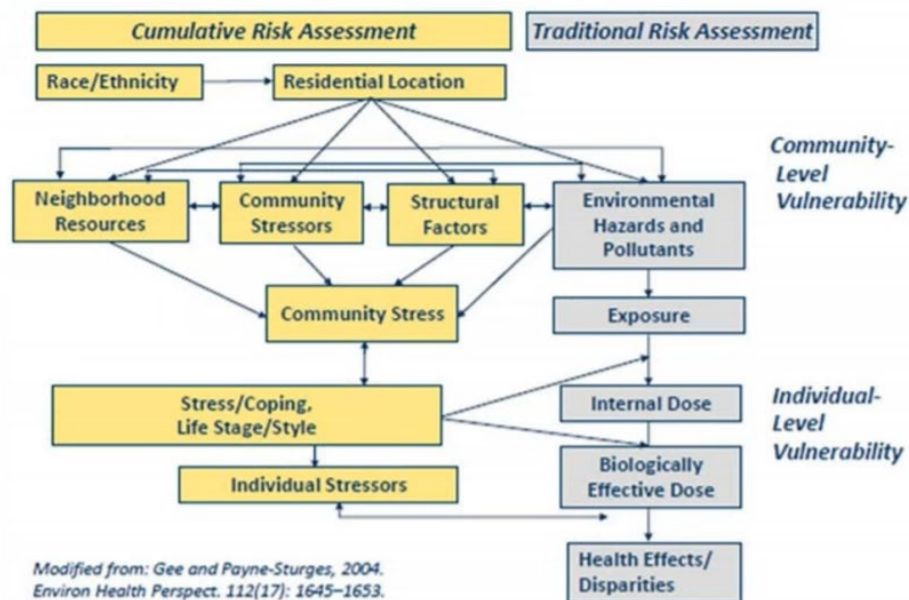 Cumulative Risk Assessment
Traditional Risk Assessment
Race/Ethnicity
Residential Location
Community-
Level
Vulnerability
Neighborhood
Resources
Community
Stressors
Structural
Factors
Environmental
Hazards and
Pollutants
Community Stress
Exposure
Stress/Coping,
Life Stage/Style
Internal Dose
Individual-
Level
Vulnerability
Individual Stressors
Biologically
Effective Dose
Health Effects/
Disparities
Modified from: Gee and Payne-Sturges, 2004.
Environ Health Perspect. 112(17): 1645–1653.